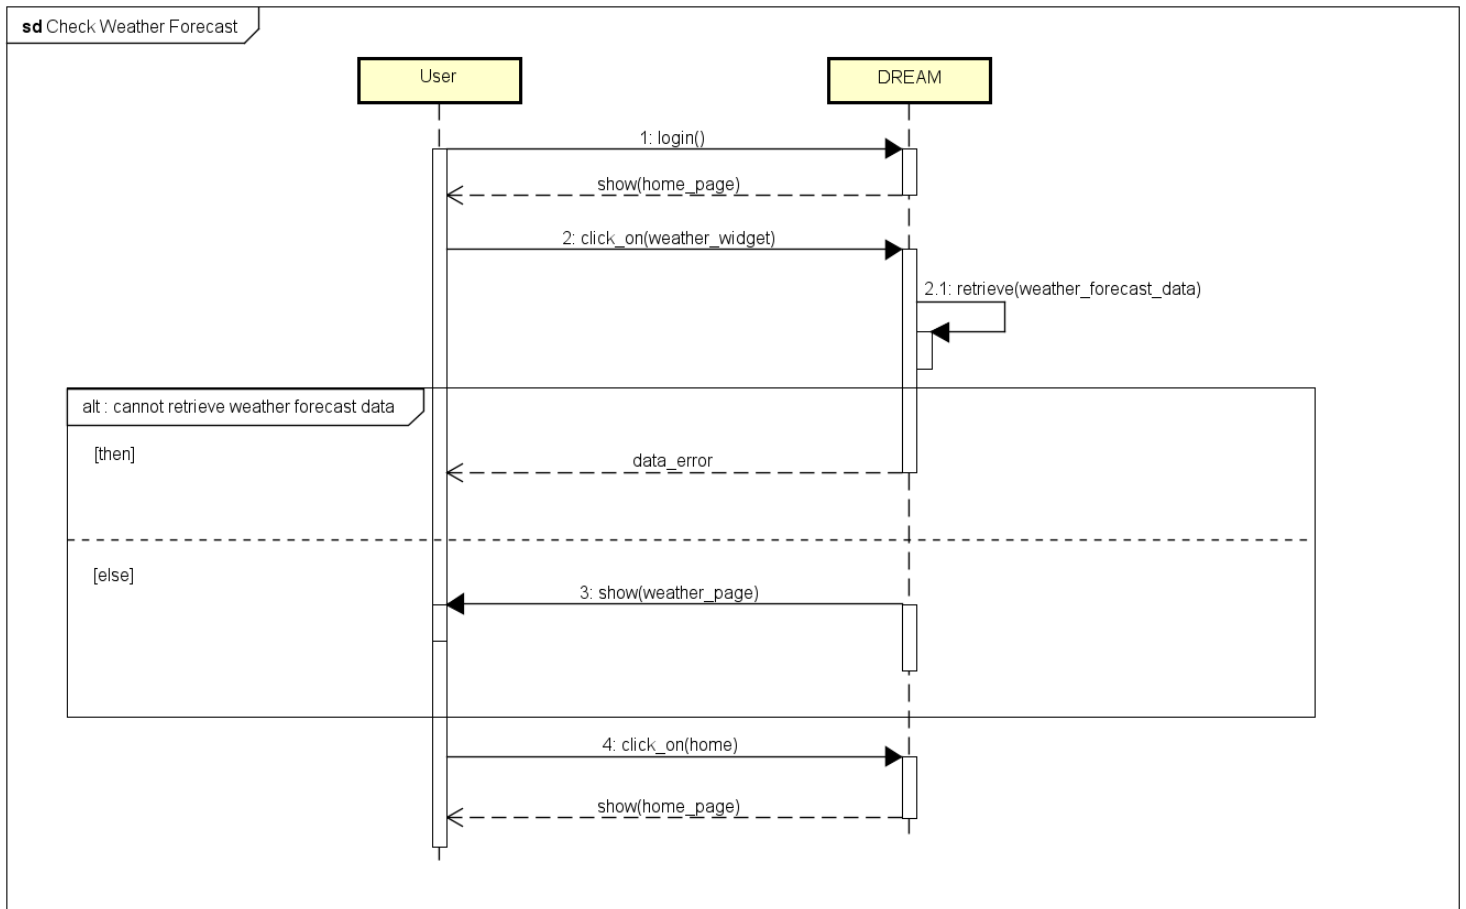 sd Check Weather Forecast
User
DREAM
1: login()
show(home_page)
2: click_on(weather_widget)
2.1: retrieve(weather_forecast_data)
alt : cannot retrieve weather forecast data
[then]
data_error
[else]
3: show(weather_page)
4: click_on(home)
show(home_page)